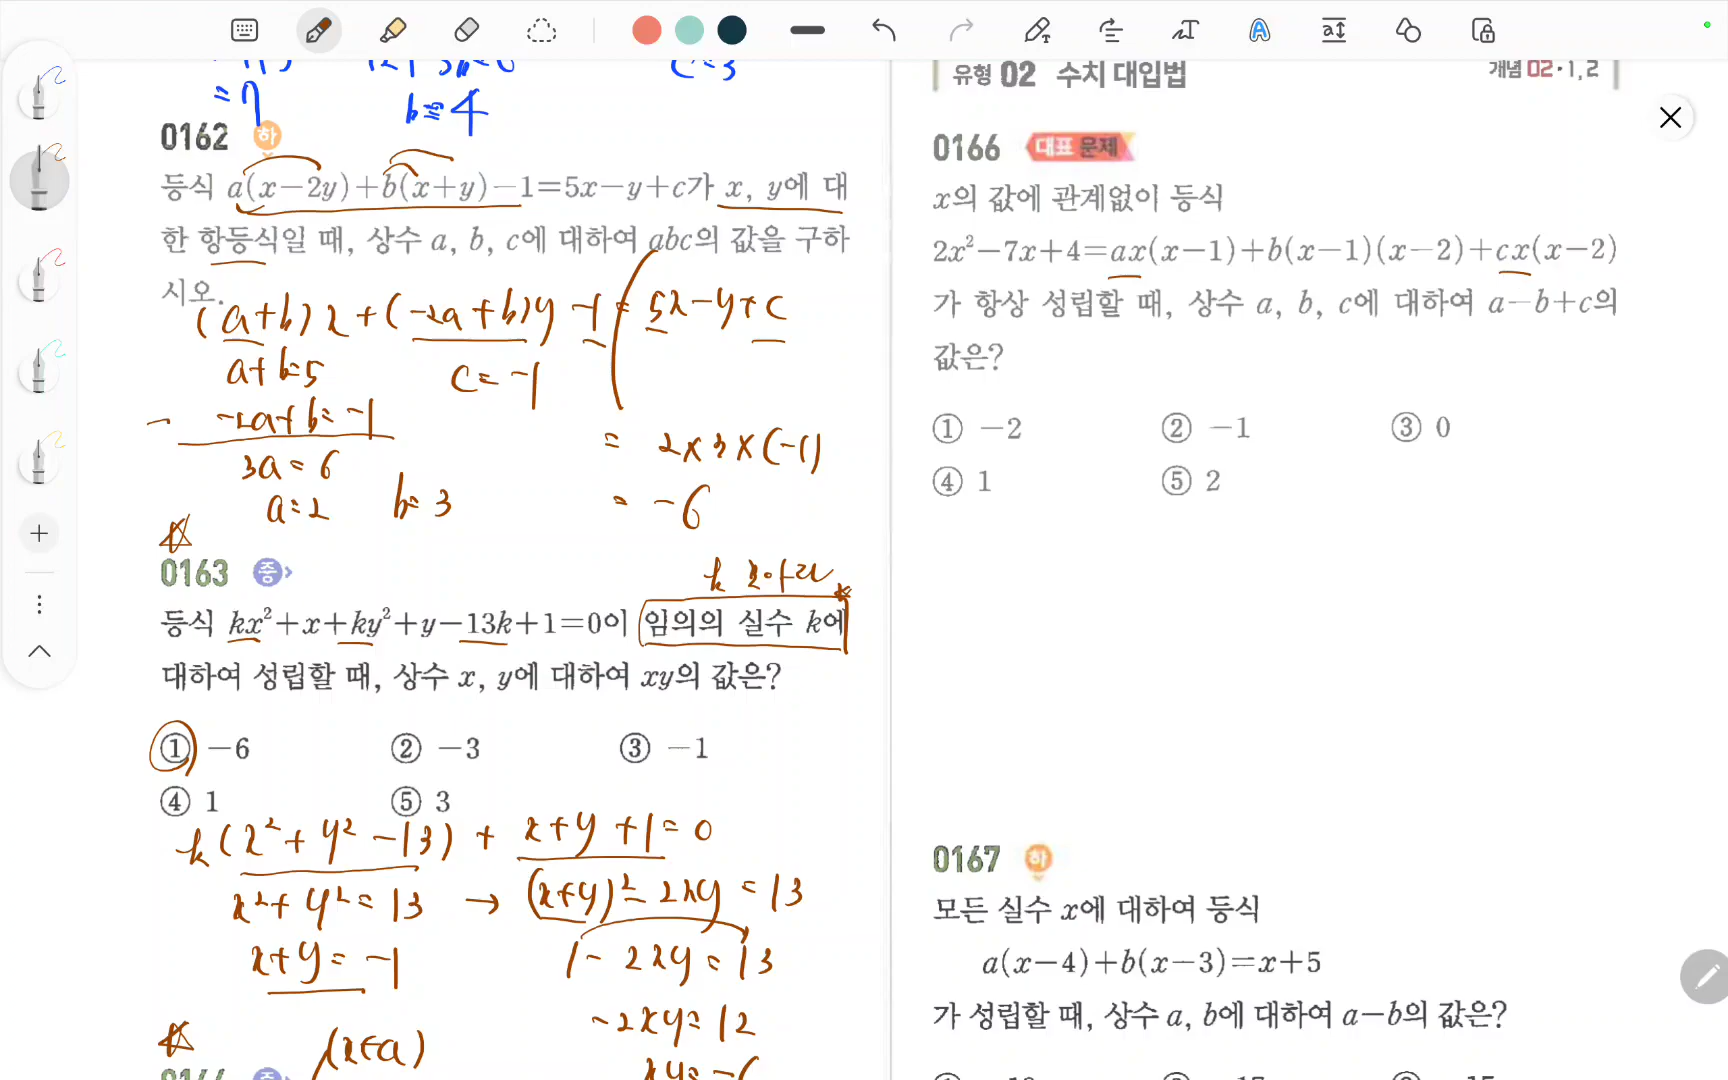 b=4
= 7
0162 하
등식 a(x−2y)+b(x+y)−1=5x−y+c가 x, y에 대
한 항등식일 때, 상수 a, b, c에 대하여 abc의 값을 구하
시오.
(a+b)x+(-2a+b)y -1 = 5x-y+c
a+b=5
c=-1
- -2a+b=-1
3a=6
a=2 b=3
= 2×3×(-1)
= -6
0163 중
등식 kx²+x+ky²+y−13k+1=0이 임의의 실수 k에
대하여 성립할 때, 상수 x, y에 대하여 xy의 값은?
① −6 ② −3 ③ −1
④ 1 ⑤ 3
k(x²+y²-13) + x+y+1=0
x²+y²=13 → (x+y)²-2xy=13
x+y=-1 1-2xy=13
-2xy=12
xy=-6
(x+a)
유형 02 수치 대입법 개념 02·1, 2
0166 대표 문제
x의 값에 관계없이 등식
2x²−7x+4=ax(x−1)+b(x−1)(x−2)+cx(x−2)
가 항상 성립할 때, 상수 a, b, c에 대하여 a−b+c의
값은?
① −2 ② −1 ③ 0
④ 1 ⑤ 2
0167 하
모든 실수 x에 대하여 등식
a(x−4)+b(x−3)=x+5
가 성립할 때, 상수 a, b에 대하여 a−b의 값은?